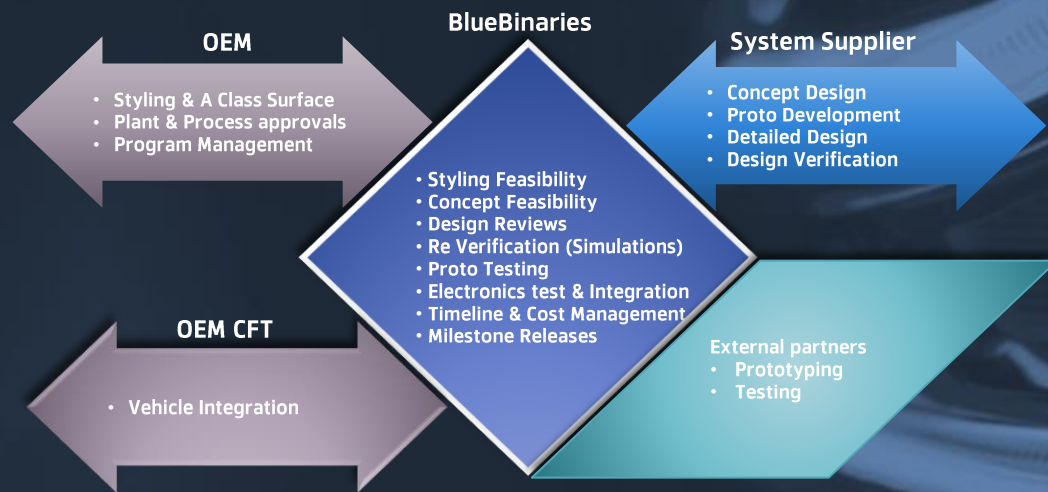 BlueBinaries
OEM
• Styling & A Class Surface
• Plant & Process approvals
• Program Management
System Supplier
• Concept Design
• Proto Development
• Detailed Design
• Design Verification
• Styling Feasibility
• Concept Feasibility
• Design Reviews
• Re Verification (Simulations)
• Proto Testing
• Electronics test & Integration
• Timeline & Cost Management
• Milestone Releases
OEM CFT
• Vehicle Integration
External partners
• Prototyping
• Testing